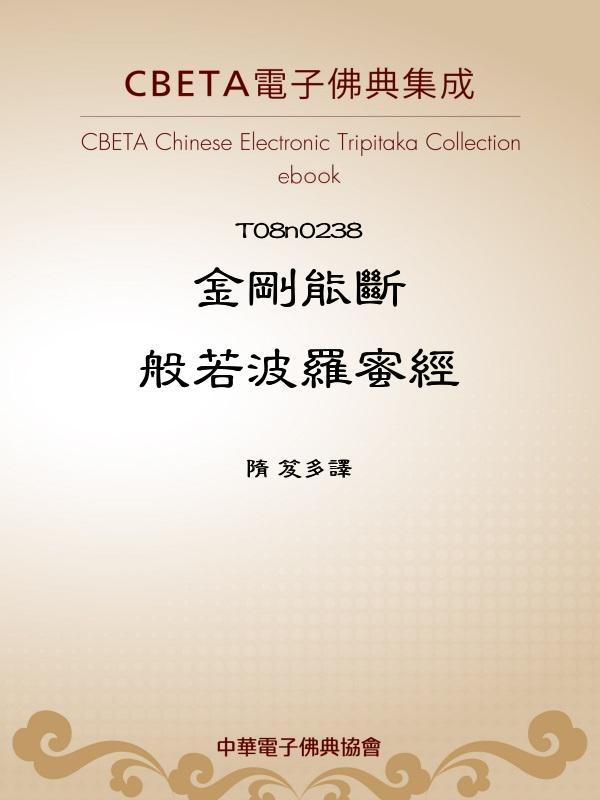 CBETA電子佛典集成
CBETA Chinese Electronic Tripitaka Collection
ebook
T08n0238
金剛能斷
般若波羅蜜經
隋 笈多譯
中華電子佛典協會